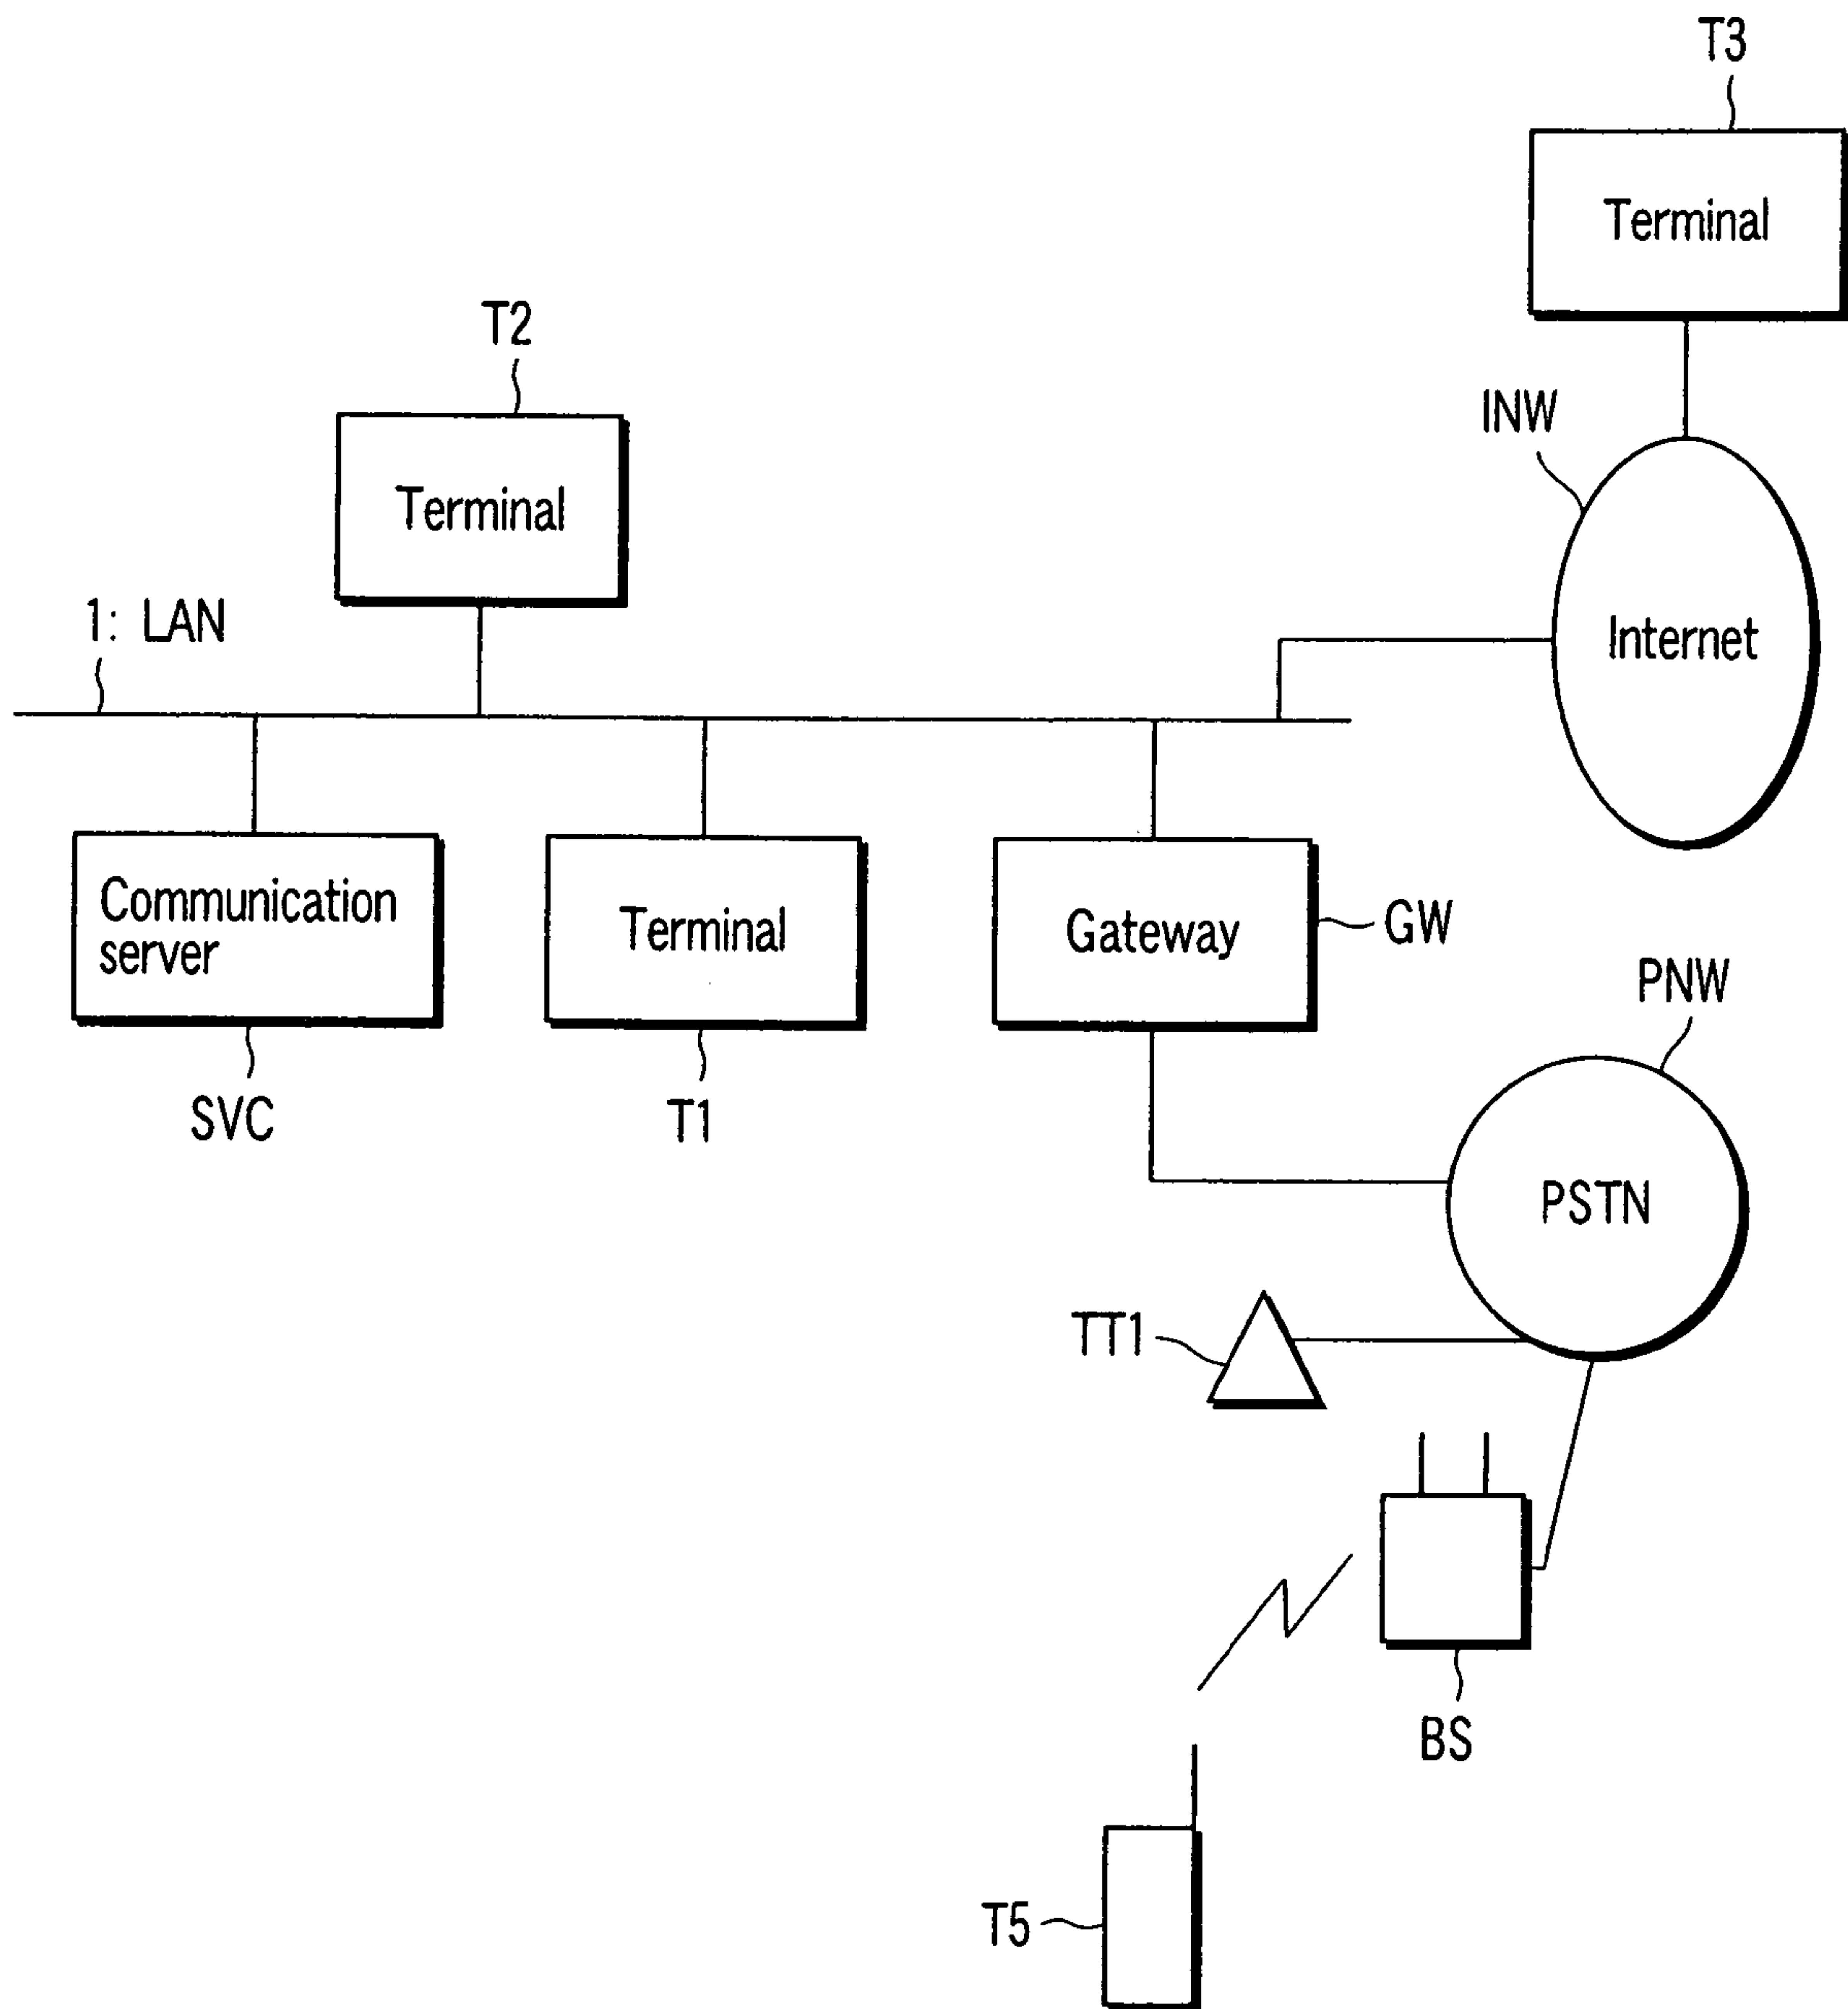 T3
Terminal
T2
INW
Terminal
1: LAN
Internet
Communication
server
Terminal
Gateway
GW
PNW
SVC
T1
PSTN
TT1
BS
T5